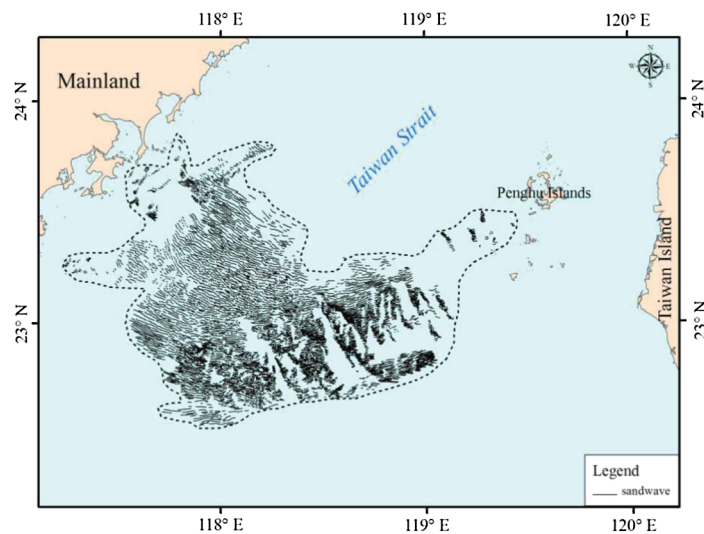 118° E 119° E 120° E
N
W E
S
Mainland
24° N
24° N
Taiwan Strait
Penghu Islands
Taiwan Island
23° N
23° N
Legend
sandwave
118° E 119° E 120° E